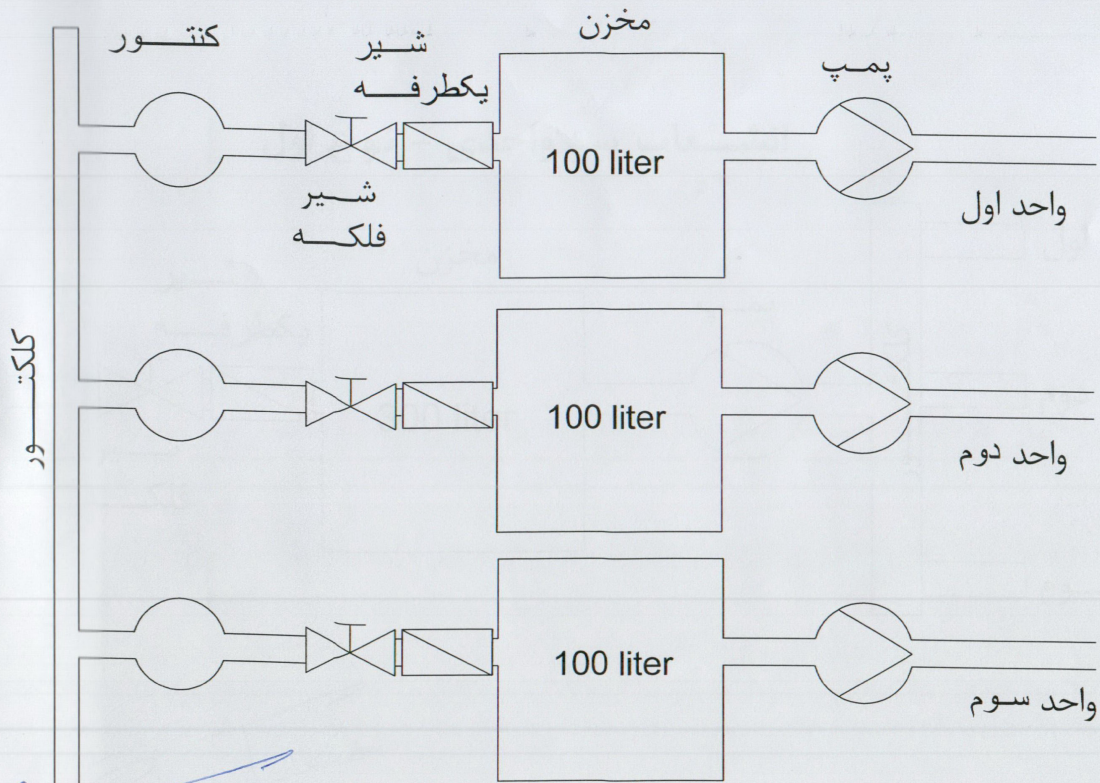 مخزن
کنتور
شیر
یکطرفه
پمپ
100 liter
شیر
فلکه
واحد اول
کلکتور
100 liter
واحد دوم
100 liter
واحد سوم